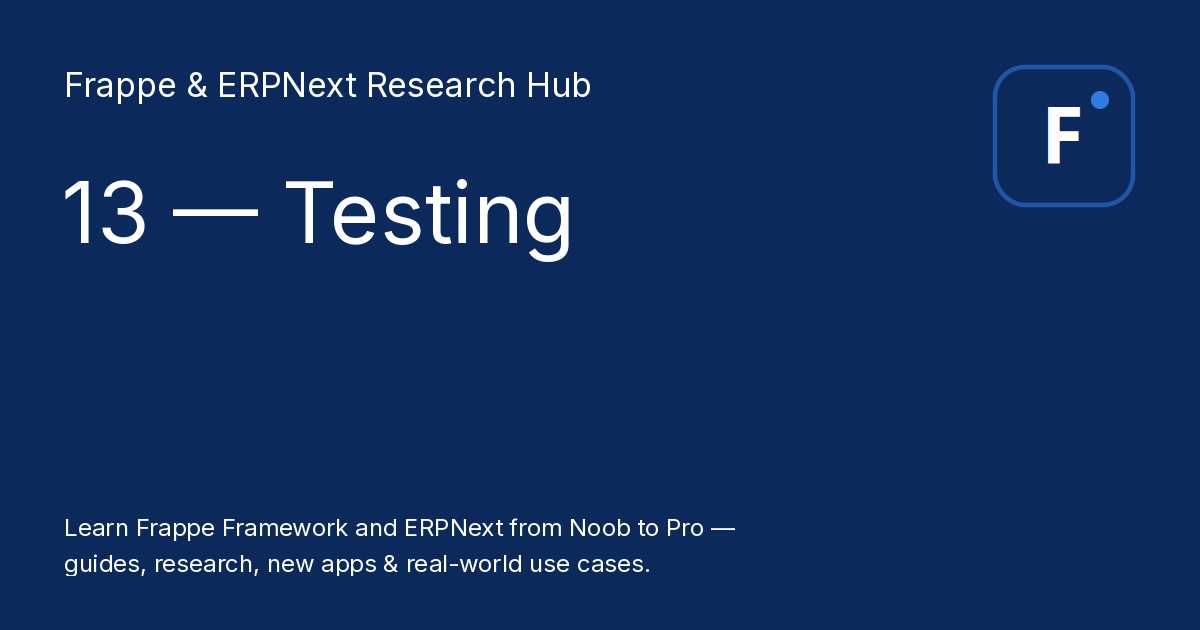 Frappe & ERPNext Research Hub
F
13 — Testing
Learn Frappe Framework and ERPNext from Noob to Pro —
guides, research, new apps & real-world use cases.